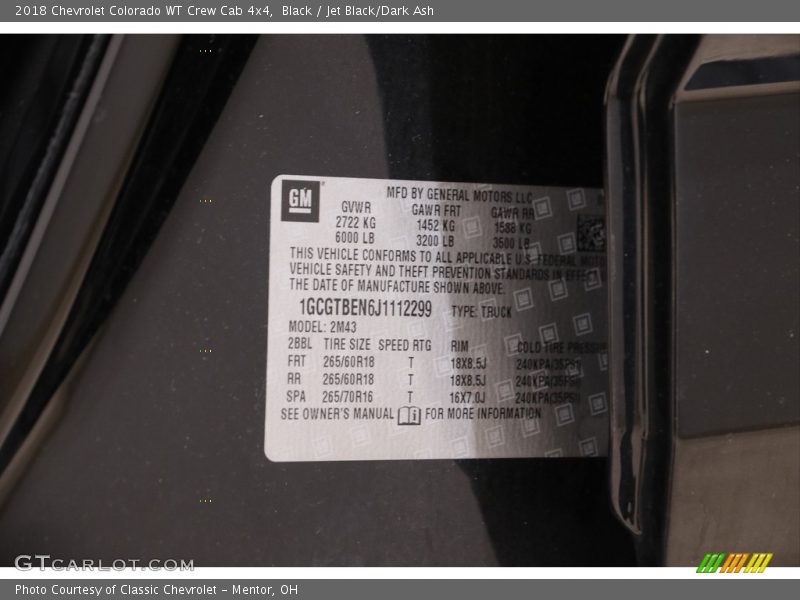 2018 Chevrolet Colorado WT Crew Cab 4x4, Black / Jet Black/Dark Ash
GM
MFD BY GENERAL MOTORS LLC
GVWR GAWR FRT GAWR RR
2722 KG 1452 KG 1588 KG
6000 LB 3200 LB 3500 LB
THIS VEHICLE CONFORMS TO ALL APPLICABLE U.S. FEDERAL MOTO
VEHICLE SAFETY AND THEFT PREVENTION STANDARDS IN EFFECT
THE DATE OF MANUFACTURE SHOWN ABOVE.
1GCGTBEN6J1112299 TYPE: TRUCK
MODEL: 2M43
2BBL TIRE SIZE SPEED RTG RIM COLD TIRE PRESSUR
FRT 265/60R18 T 18X8.5J 240KPA(35PSI)
RR 265/60R18 T 18X8.5J 240KPA(35PSI)
SPA 265/70R16 T 16X7.0J 240KPA(35PSI)
SEE OWNER'S MANUAL i FOR MORE INFORMATION
GTCARLOT.COM
Photo Courtesy of Classic Chevrolet - Mentor, OH